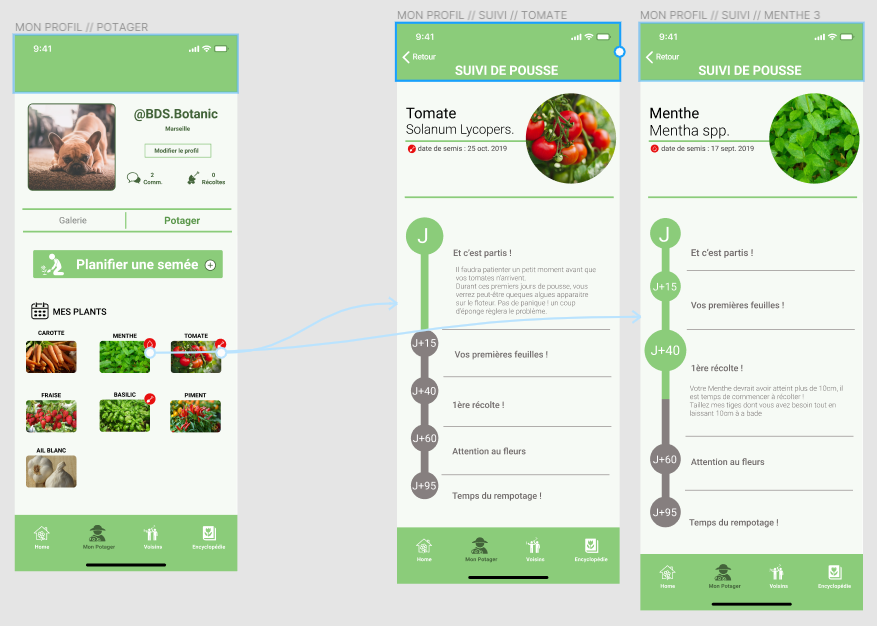 MON PROFIL // POTAGER
9:41
@BDS.Botanic
Marseille
Modifier le profil
2
Comm.
0
Récoltes
Galerie
Potager
Planifier une semée
MES PLANTS
CAROTTE
MENTHE
TOMATE
FRAISE
BASILIC
PIMENT
AIL BLANC
Home
Mon Potager
Voisins
Encyclopédie
MON PROFIL // SUIVI // TOMATE
9:41
Retour
SUIVI DE POUSSE
Tomate
Solanum Lycopers.
date de semis : 25 oct. 2019
J
Et c'est partis !
Il faudra patienter un petit moment avant que
vos tomates n'arrivent.
Durant ces premiers jours de pousse, vous
verrez peut-être queques algues apparaitre
sur le floteur. Pas de panique ! un coup
d'éponge reglera le problème.
J+15
Vos premières feuilles !
J+40
1ère récolte !
J+60
Attention au fleurs
J+95
Temps du rempotage !
Home
Mon Potager
Voisins
Encyclopédie
MON PROFIL // SUIVI // MENTHE 3
9:41
Retour
SUIVI DE POUSSE
Menthe
Mentha spp.
date de semis : 17 sept. 2019
J
Et c'est partis !
J+15
Vos premières feuilles !
J+40
1ère récolte !
Votre Menthe devrait avoir atteint plus de 10cm, il
est temps de commencer à récolter !
Taillez mes tiges dont vous avez besoin tout en
laissant 10cm à a bade
J+60
Attention au fleurs
J+95
Temps du rempotage !
Home
Mon Potager
Voisins
Encyclopédie